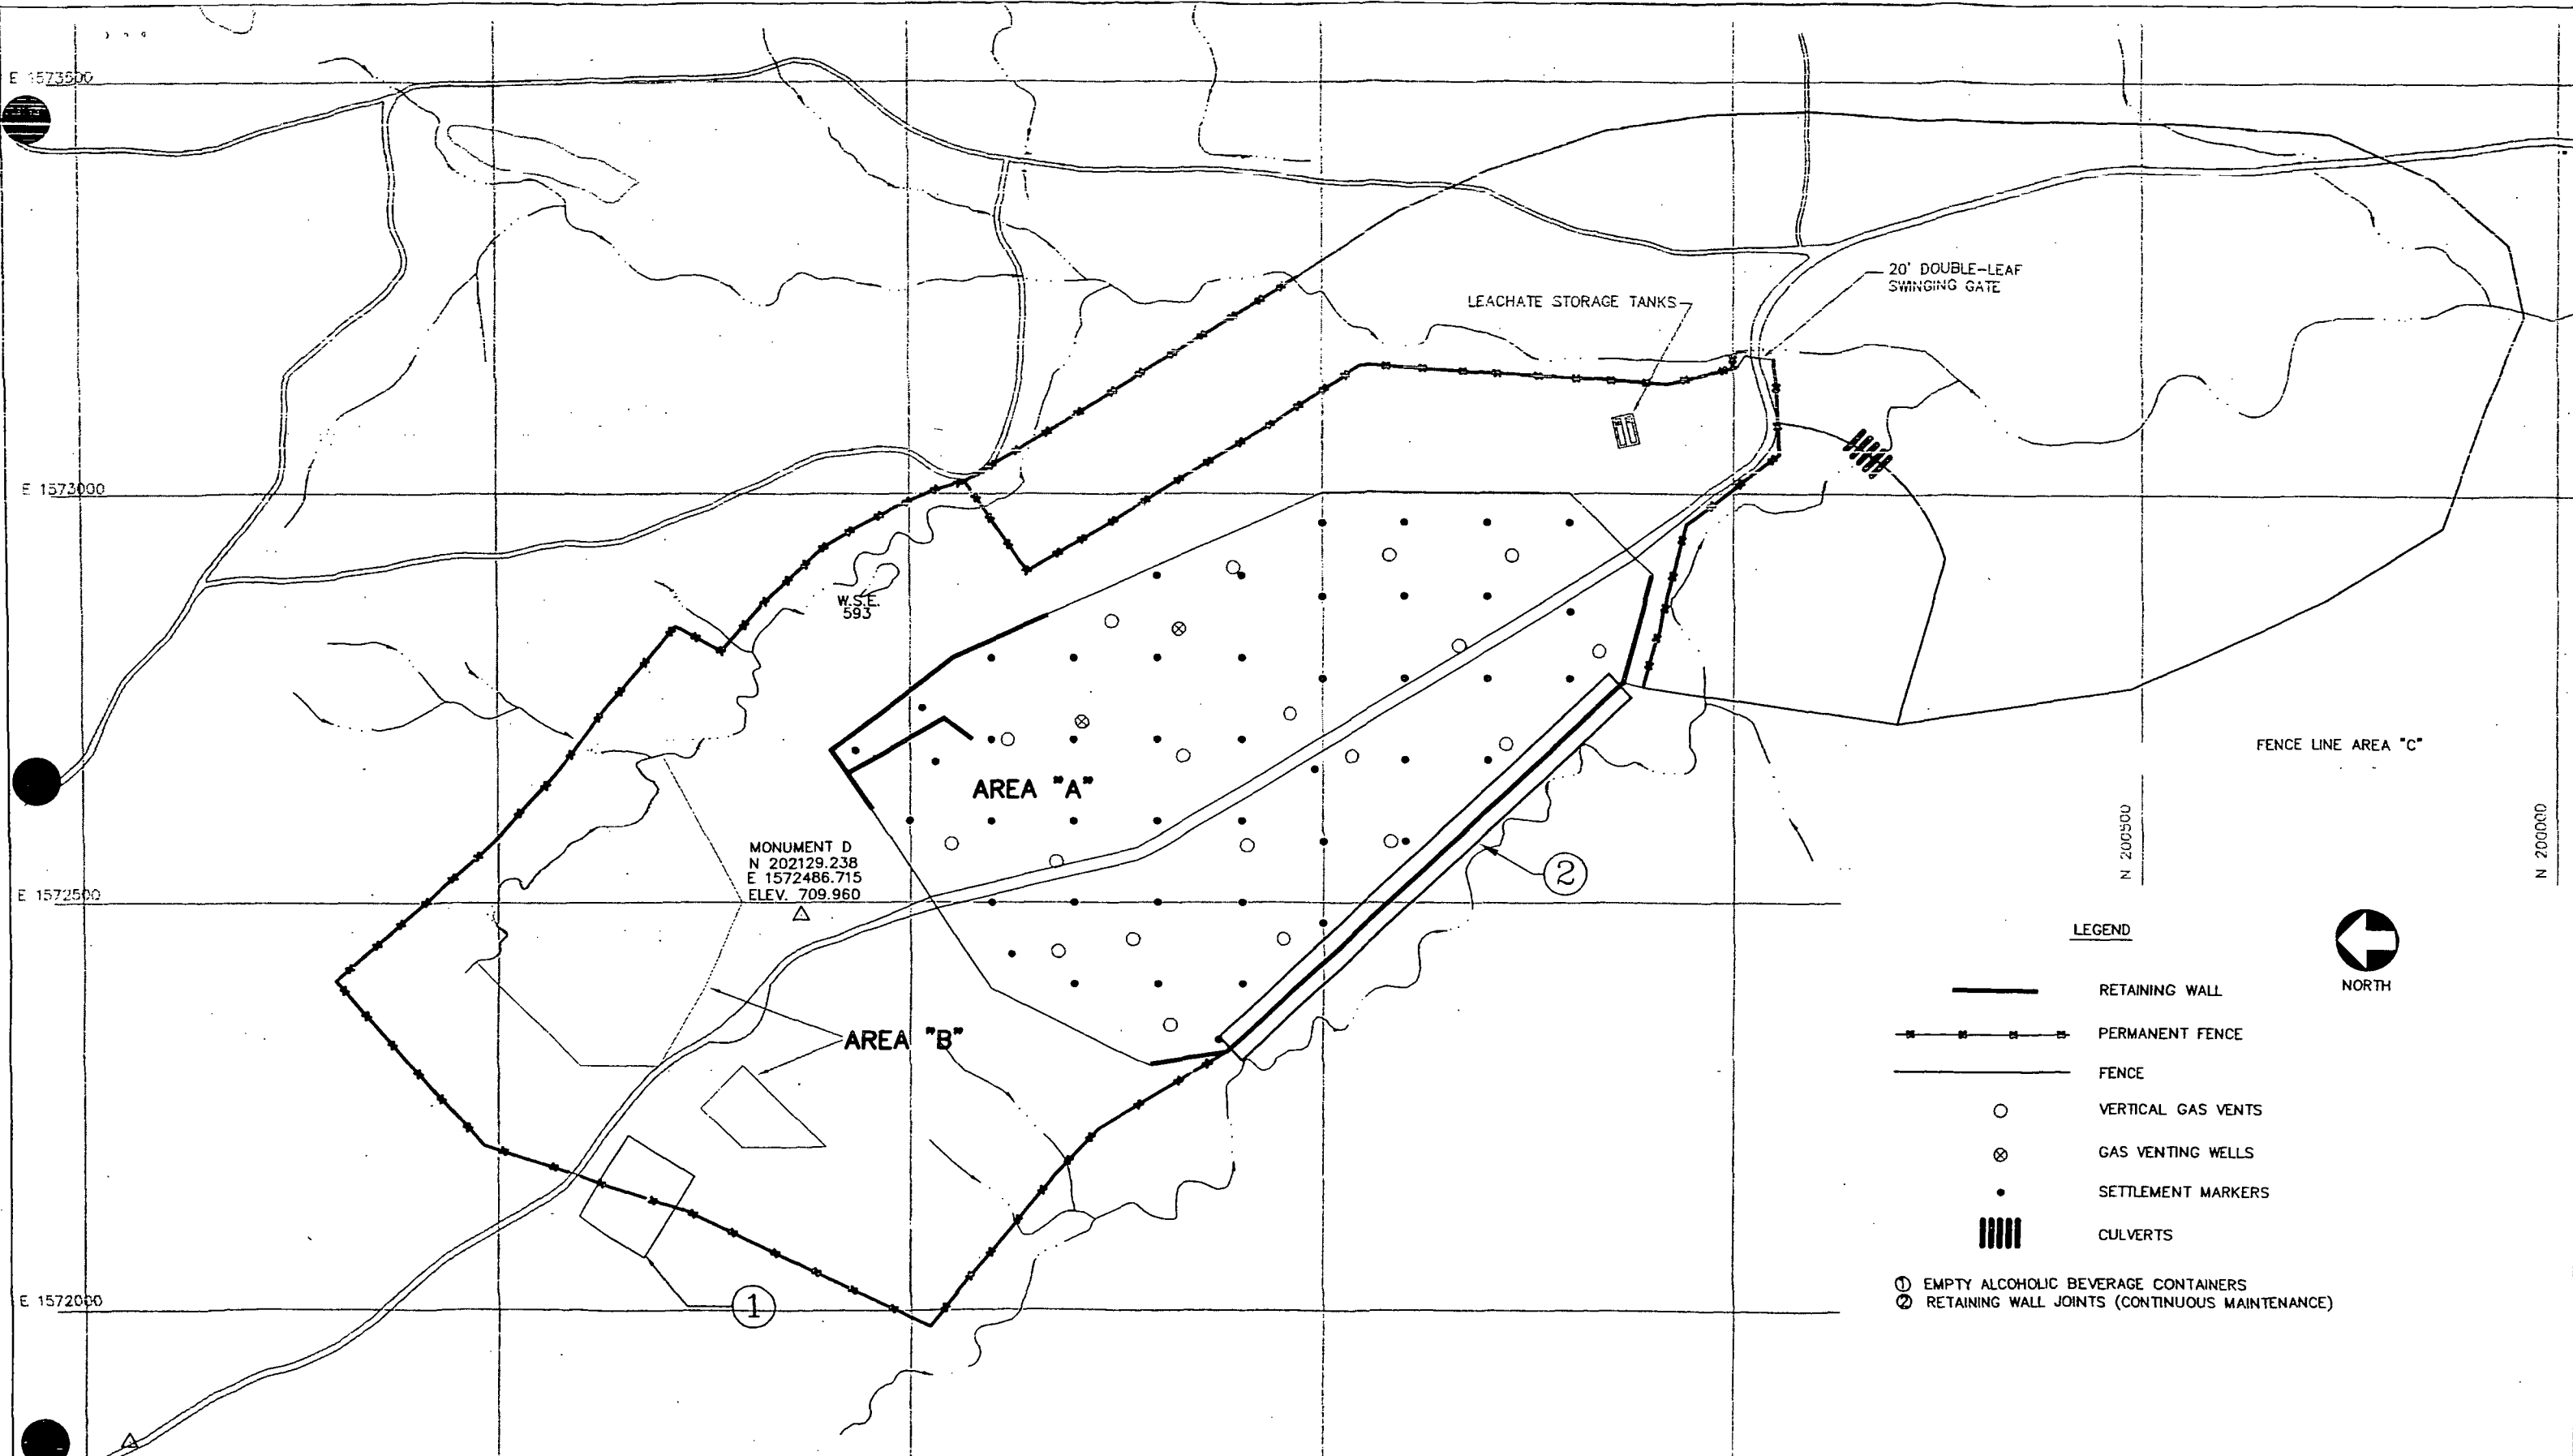 E 1573500
20' DOUBLE-LEAF
SWINGING GATE
LEACHATE STORAGE TANKS
E 1573000
W.S.E.
593
FENCE LINE AREA "C"
AREA "A"
MONUMENT D
N 202129.238
E 1572486.715
ELEV. 709.960
N 200500
N 200000
2
E 1572500
LEGEND
NORTH
RETAINING WALL
PERMANENT FENCE
FENCE
VERTICAL GAS VENTS
GAS VENTING WELLS
SETTLEMENT MARKERS
CULVERTS
AREA "B"
① EMPTY ALCOHOLIC BEVERAGE CONTAINERS
② RETAINING WALL JOINTS (CONTINUOUS MAINTENANCE)
E 1572000
1